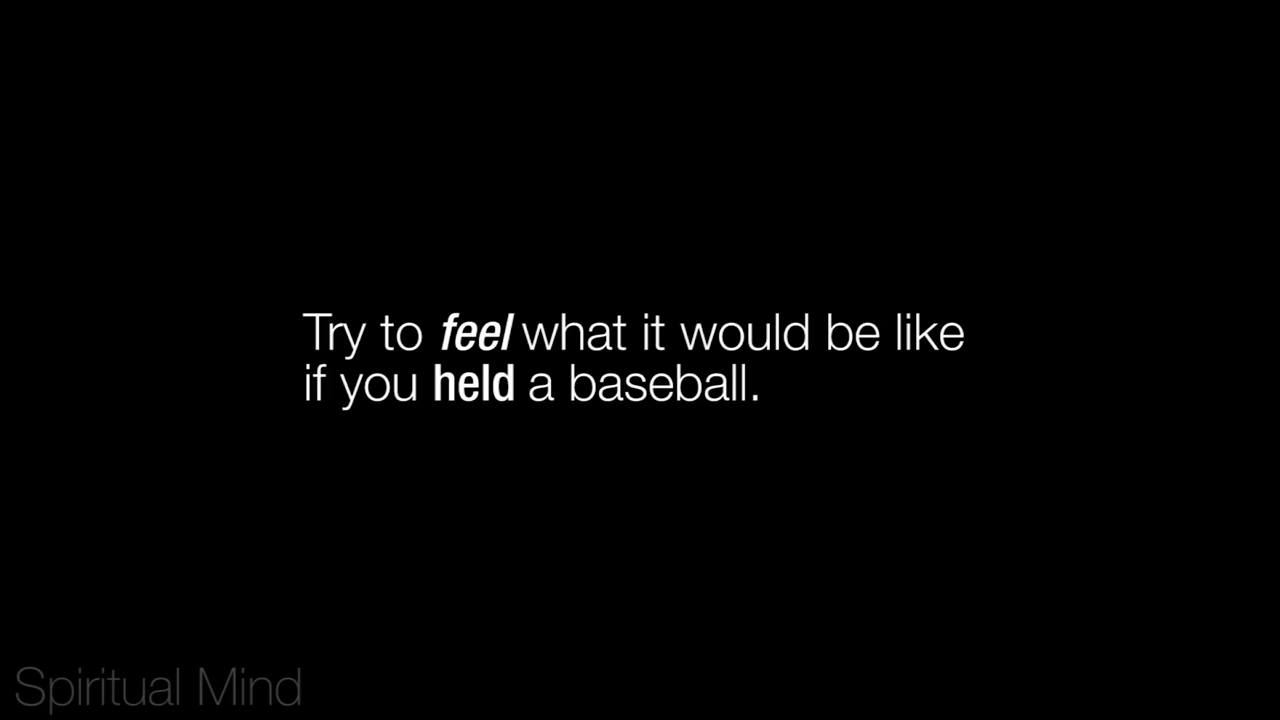 Try to feel what it would be like
if you held a baseball.
Spiritual Mind